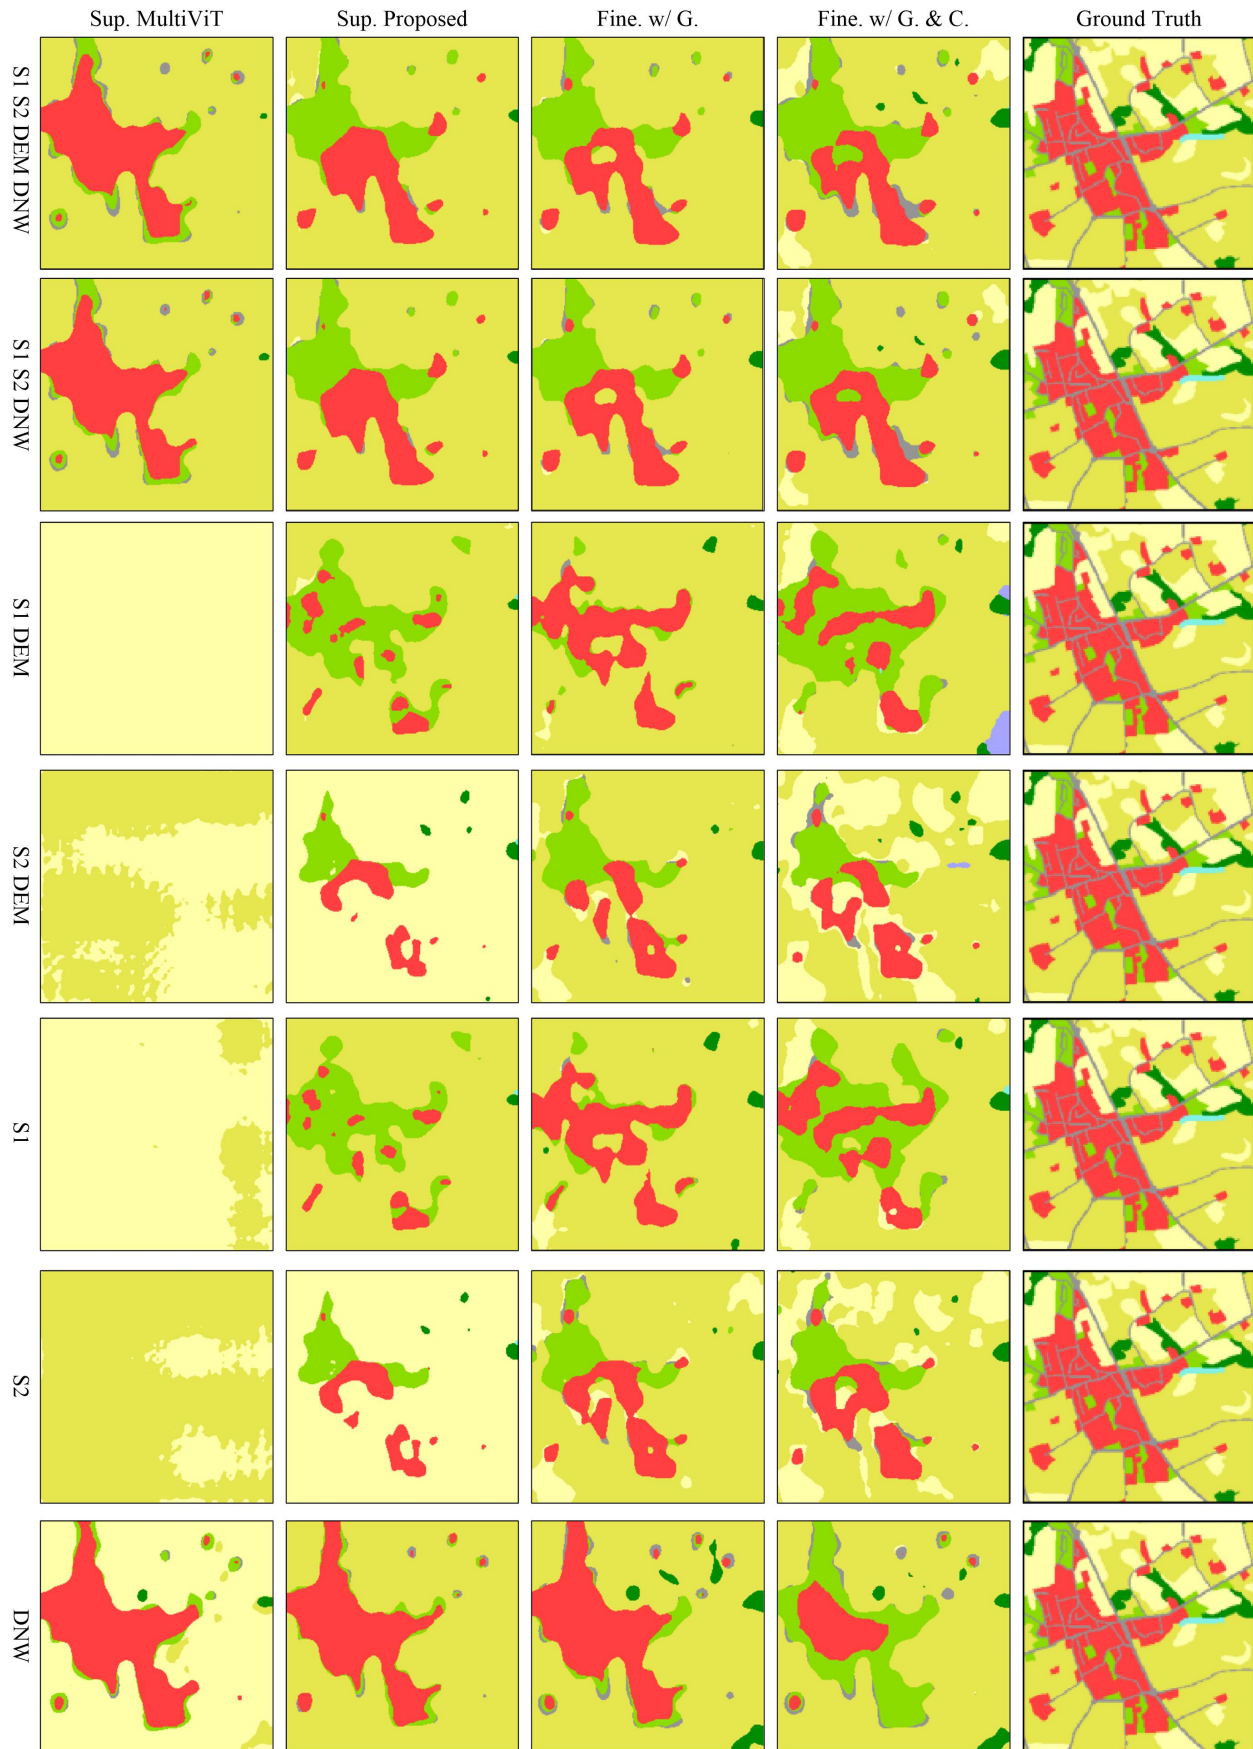 Sup. MultiViT
Sup. Proposed
Fine. w/ G.
Fine. w/ G. & C.
Ground Truth
S1 S2 DEM DNW
S1 S2 DNW
S1 DEM
S2 DEM
S1
S2
DNW